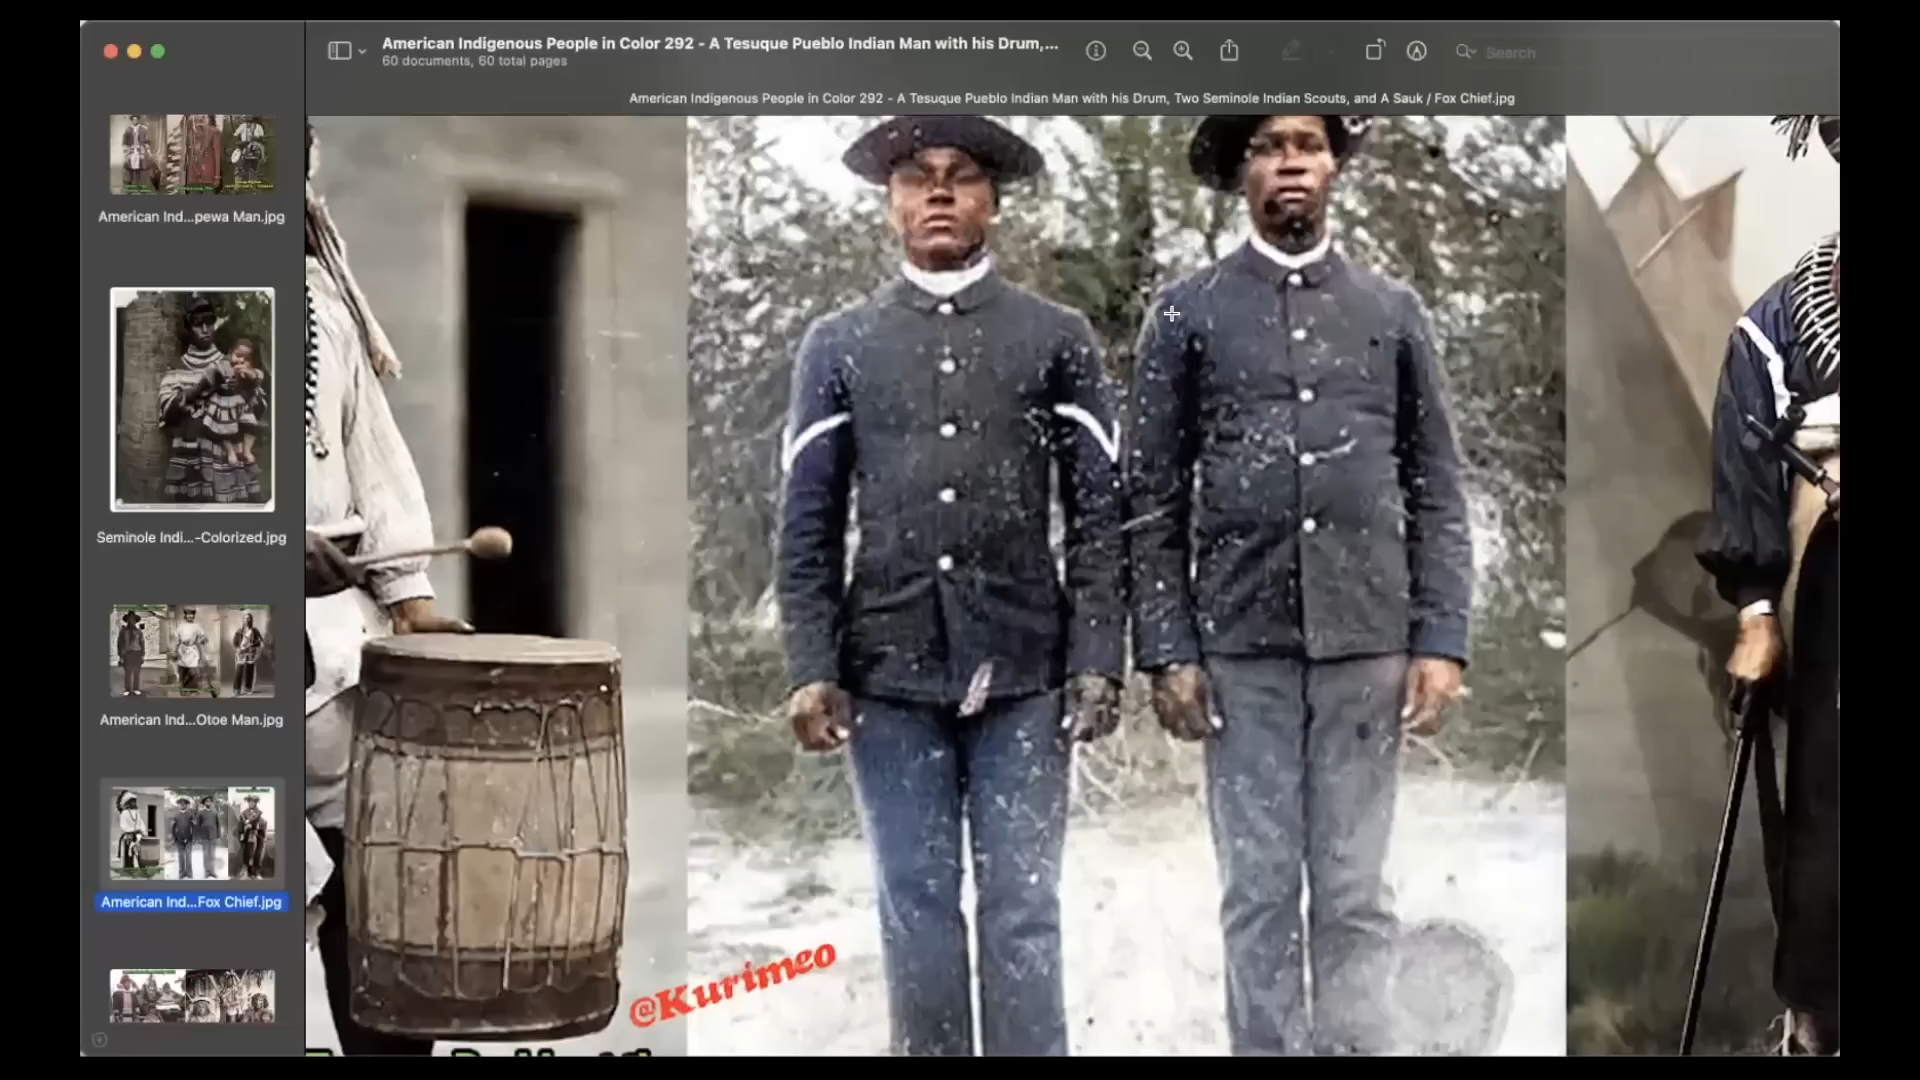 American Indigenous People in Color 292 - A Tesuque Pueblo Indian Man with his Drum,...
60 documents, 60 total pages
Search
American Indigenous People in Color 292 - A Tesuque Pueblo Indian Man with his Drum, Two Seminole Indian Scouts, and A Sauk / Fox Chief.jpg
American Ind...pewa Man.jpg
Seminole Indi...-Colorized.jpg
American Ind...Otoe Man.jpg
American Ind...Fox Chief.jpg
@Kurimeo